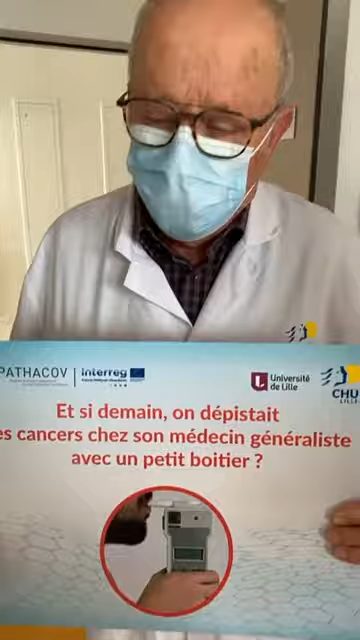 PATHACOV
Interreg
Université
de Lille
CHU
LILLE
Et si demain, on dépistait
es cancers chez son médecin généraliste
avec un petit boitier ?